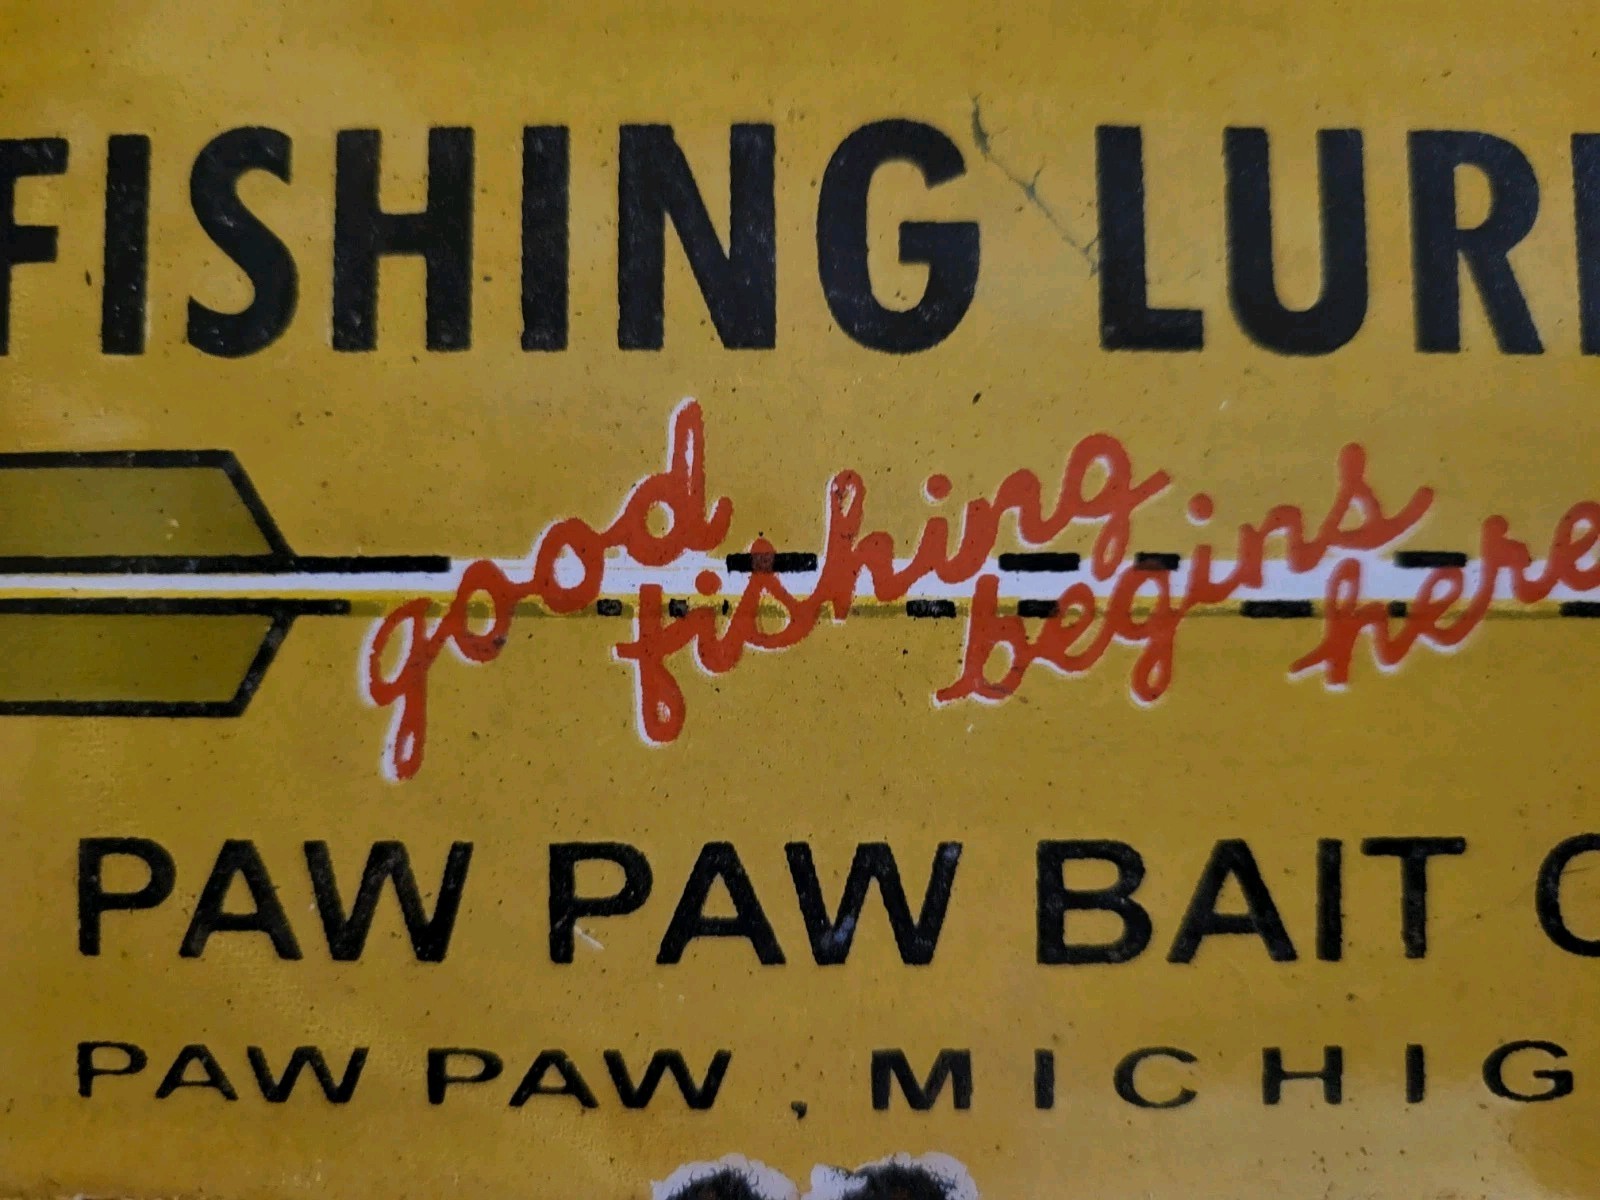 FISHING LUR
good fishing begins here
PAW PAW BAIT C
PAW PAW, MICHIG